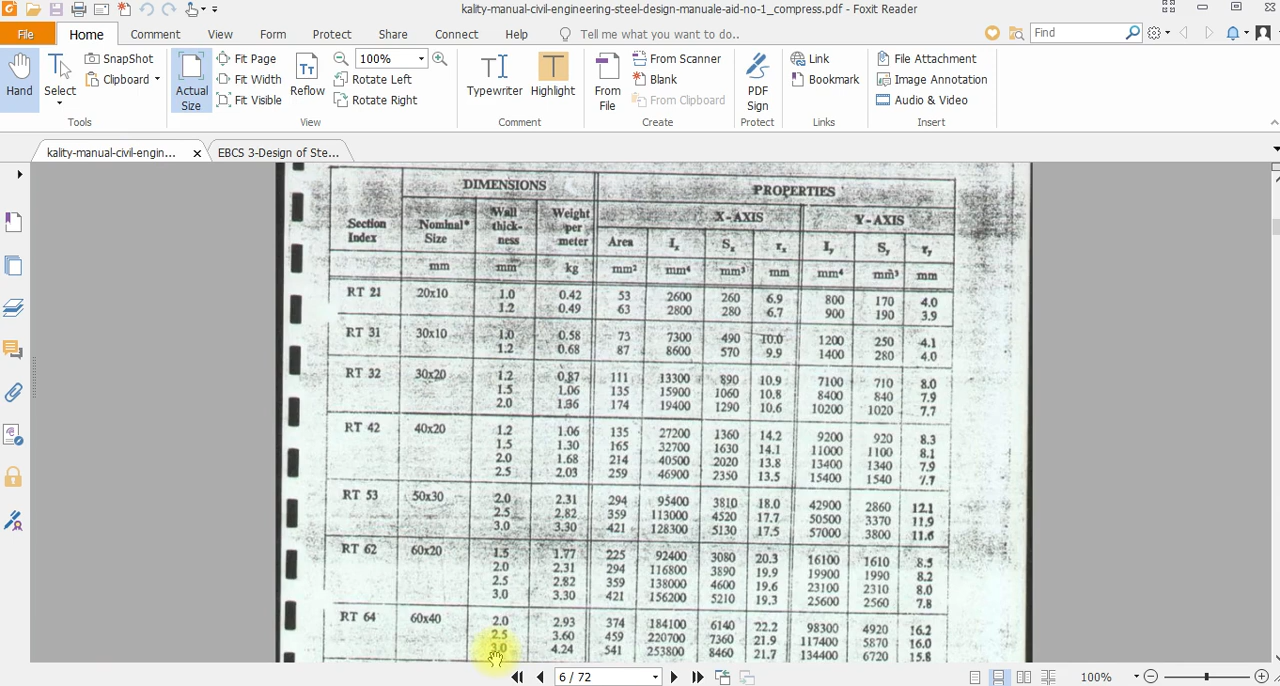 kality-manual-civil-engineering-steel-design-manuale-aid-no-1_compress.pdf - Foxit Reader
File Home Comment View Form Protect Share Connect Help Tell me what you want to do.. Find
Hand Select SnapShot Clipboard Actual Size Fit Page Fit Width Fit Visible Reflow 100% Rotate Left Rotate Right Typewriter Highlight From File From Scanner Blank From Clipboard PDF Sign Link Bookmark File Attachment Image Annotation Audio & Video
Tools View Comment Create Protect Links Insert
kality-manual-civil-engin... EBCS 3-Design of Ste...
DIMENSIONS PROPERTIES
X-AXIS Y-AXIS
Section Index Nominal* Size Wall thick-ness Weight per meter Area Ix Sx rx Iy Sy ry
mm mm kg mm² mm⁴ mm³ mm mm⁴ mm³ mm
RT 21 20x10 1.0 0.42 53 2600 260 6.9 800 170 4.0
1.2 0.49 63 2800 280 6.7 900 190 3.9
RT 31 30x10 1.0 0.58 73 7300 490 10.0 1200 250 4.1
1.2 0.68 87 8600 570 9.9 1400 280 4.0
RT 32 30x20 1.2 0.87 111 13300 890 10.9 7100 710 8.0
1.5 1.06 135 15900 1060 10.8 8400 840 7.9
2.0 1.36 174 19400 1290 10.6 10200 1020 7.7
RT 42 40x20 1.2 1.06 135 27200 1360 14.2 9200 920 8.3
1.5 1.30 165 32700 1630 14.1 11000 1100 8.1
2.0 1.68 214 40500 2020 13.8 13400 1340 7.9
2.5 2.03 259 46900 2350 13.5 15400 1540 7.7
RT 53 50x30 2.0 2.31 294 95400 3810 18.0 42900 2860 12.1
2.5 2.82 359 113000 4520 17.7 50500 3370 11.9
3.0 3.30 421 128300 5130 17.5 57000 3800 11.6
RT 62 60x20 1.5 1.77 225 92400 3080 20.3 16100 1610 8.5
2.0 2.31 294 116800 3890 19.9 19900 1990 8.2
2.5 2.82 359 138000 4600 19.6 23100 2310 8.0
3.0 3.30 421 156200 5210 19.3 25600 2560 7.8
RT 64 60x40 2.0 2.93 374 184100 6140 22.2 98300 4920 16.2
2.5 3.60 459 220700 7360 21.9 117400 5870 16.0
3.0 4.24 541 253800 8460 21.7 134400 6720 15.8
6 / 72 100%